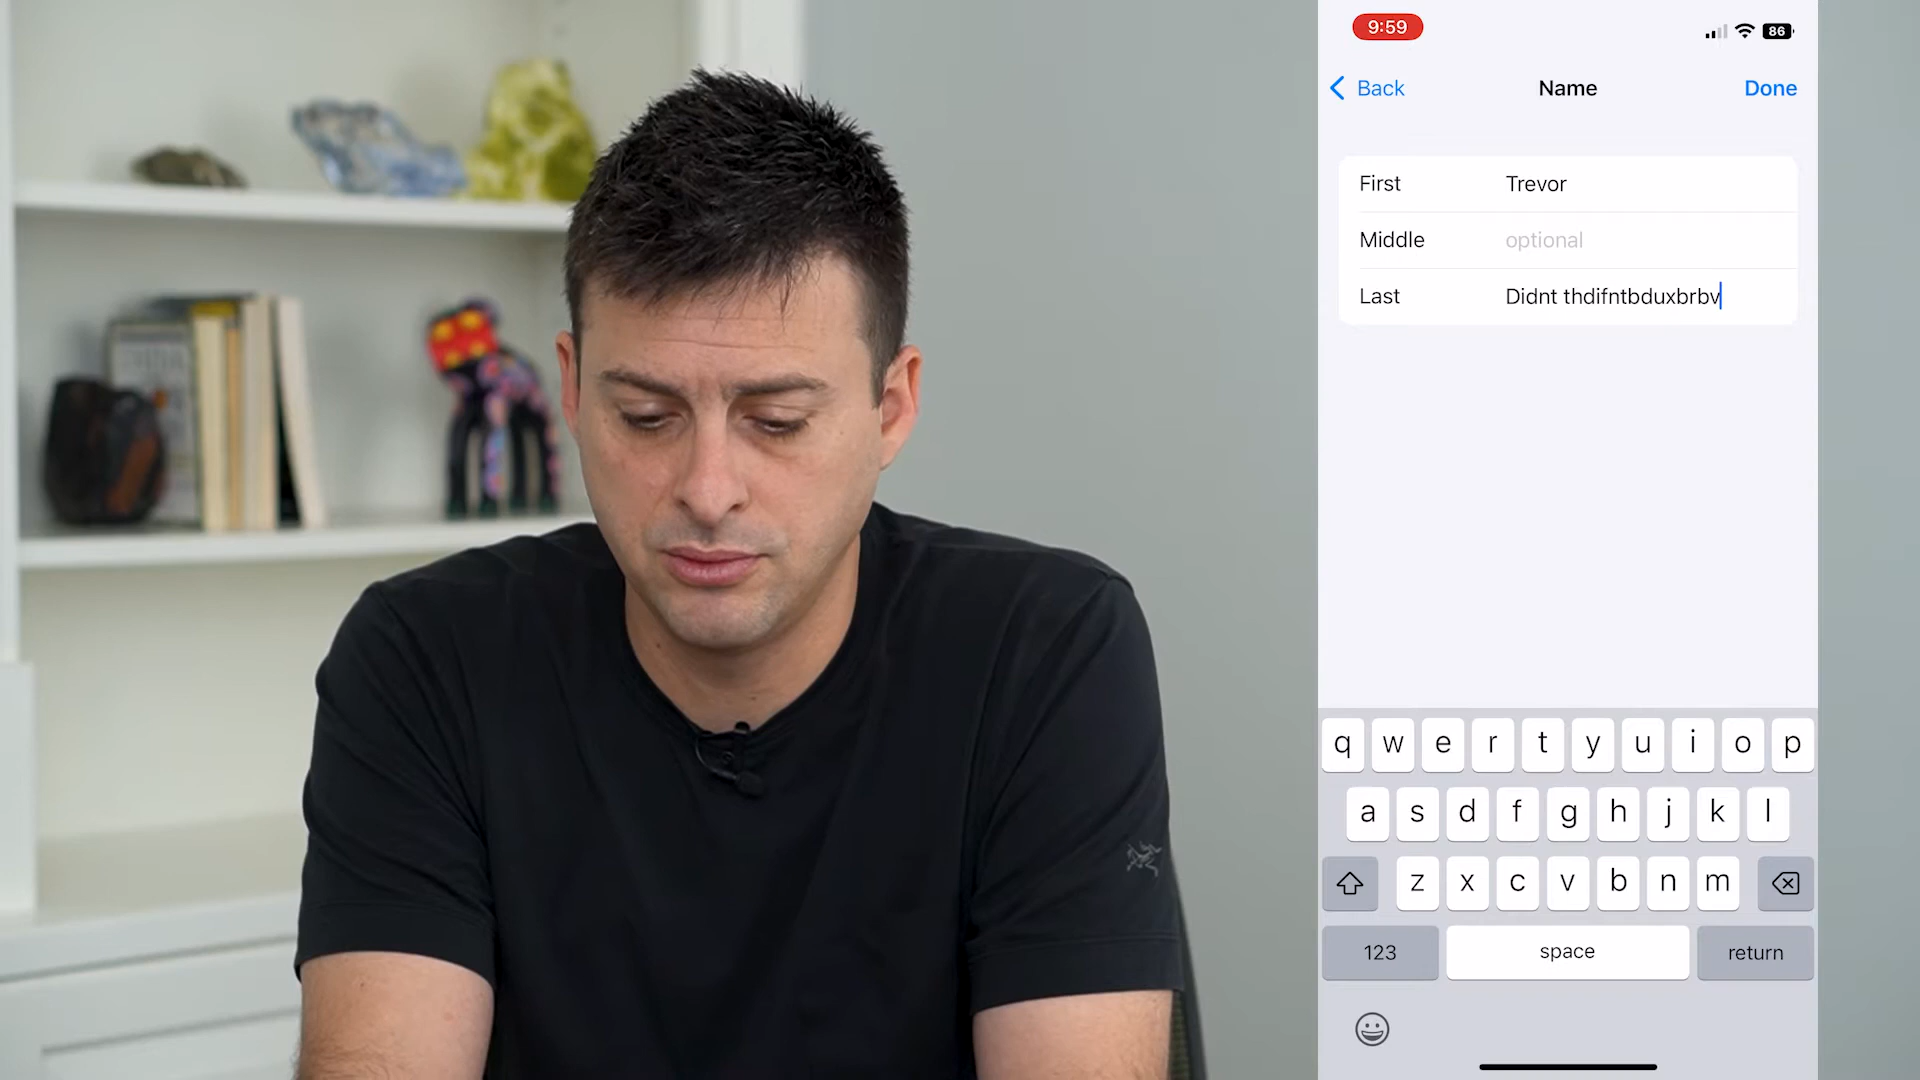 9:59
86
Back
Name
Done
First Trevor
Middle optional
Last Didnt thdifntbduxbrbv
q w e r t y u i o p
a s d f g h j k l
z x c v b n m
123 space return